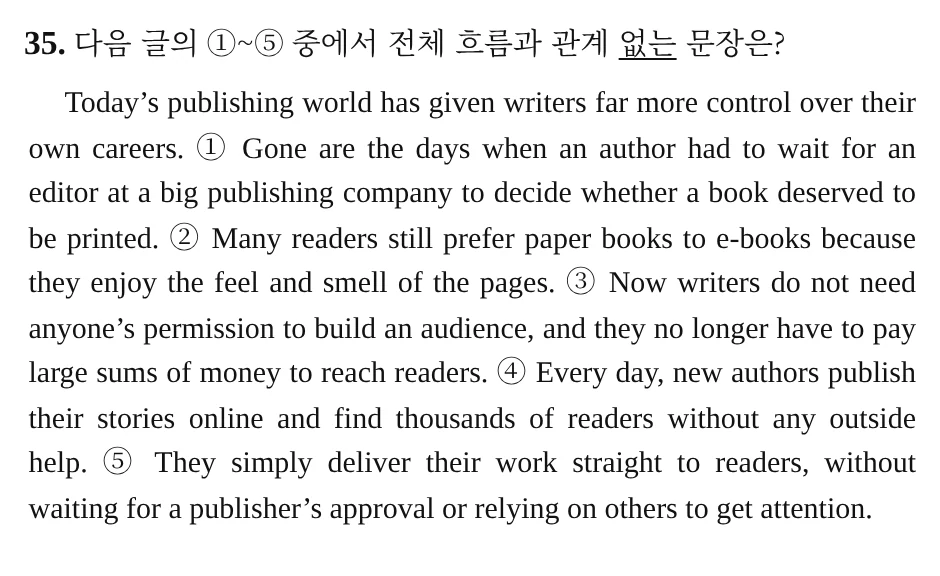 35. 다음 글의 ①~⑤ 중에서 전체 흐름과 관계 없는 문장은?
Today’s publishing world has given writers far more control over their
own careers. ① Gone are the days when an author had to wait for an
editor at a big publishing company to decide whether a book deserved to
be printed. ② Many readers still prefer paper books to e-books because
they enjoy the feel and smell of the pages. ③ Now writers do not need
anyone’s permission to build an audience, and they no longer have to pay
large sums of money to reach readers. ④ Every day, new authors publish
their stories online and find thousands of readers without any outside
help. ⑤ They simply deliver their work straight to readers, without
waiting for a publisher’s approval or relying on others to get attention.